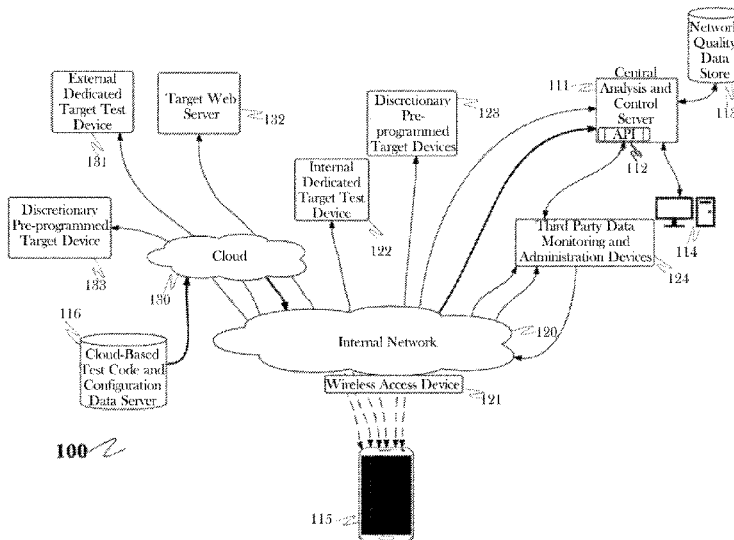 Network
Quality
Data
Store
113
Central
Analysis and
Control
Server
111
API
112
114
External
Dedicated
Target Test
Device
131
Target Web
Server
132
Discretionary
Pre-
programmed
Target Devices
123
Internal
Dedicated
Target Test
Device
122
Discretionary
Pre-programmed
Target Device
133
Cloud
130
Third Party Data
Monitoring and
Administration Devices
124
116
Cloud-Based
Test Code and
Configuration
Data Server
Internal Network
120
Wireless Access Device
121
100
115